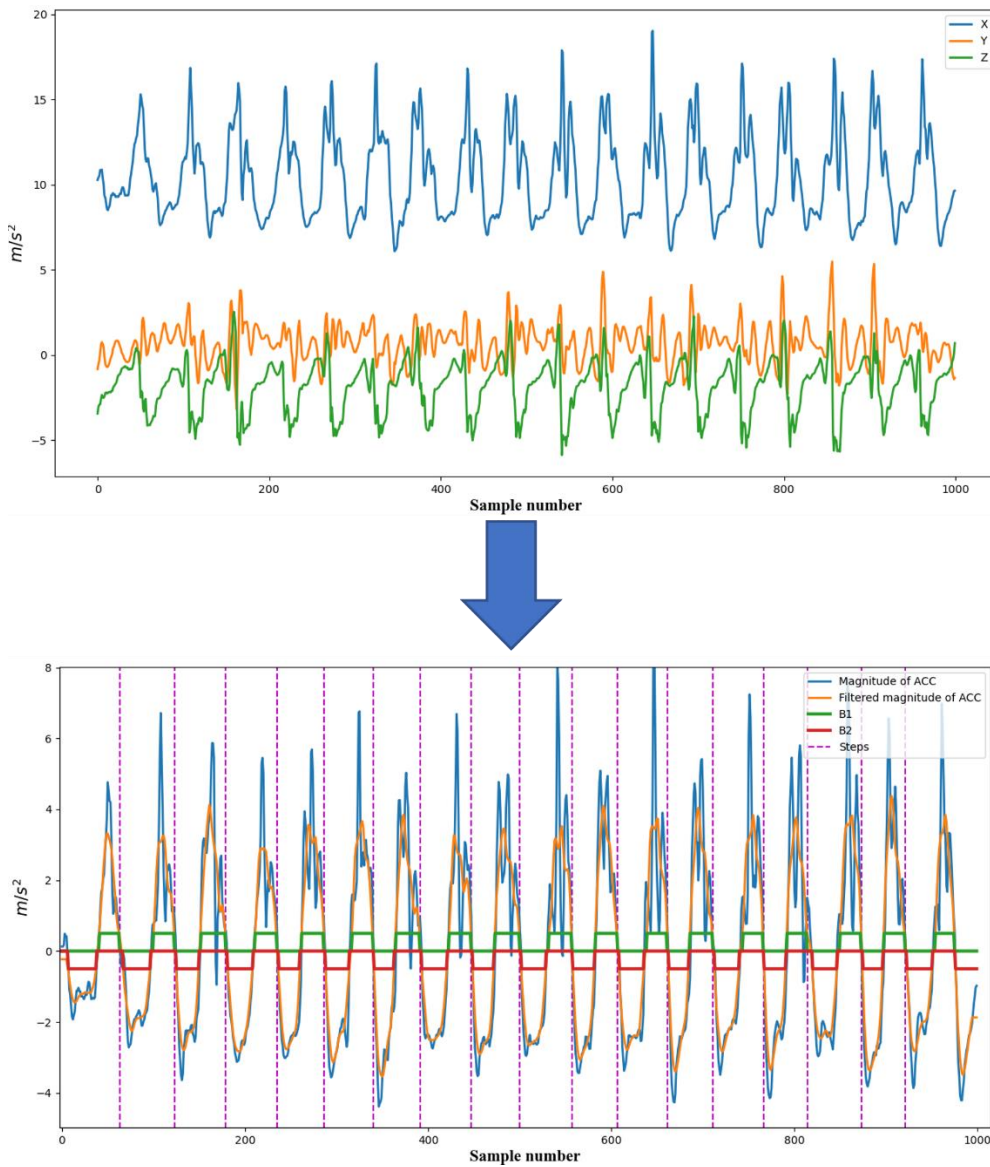 20
15
10
5
0
−5
m/s²
X
Y
Z
0 200 400 600 800 1000
Sample number
8
6
4
2
0
−2
−4
m/s²
Magnitude of ACC
Filtered magnitude of ACC
B1
B2
Steps
0 200 400 600 800 1000
Sample number